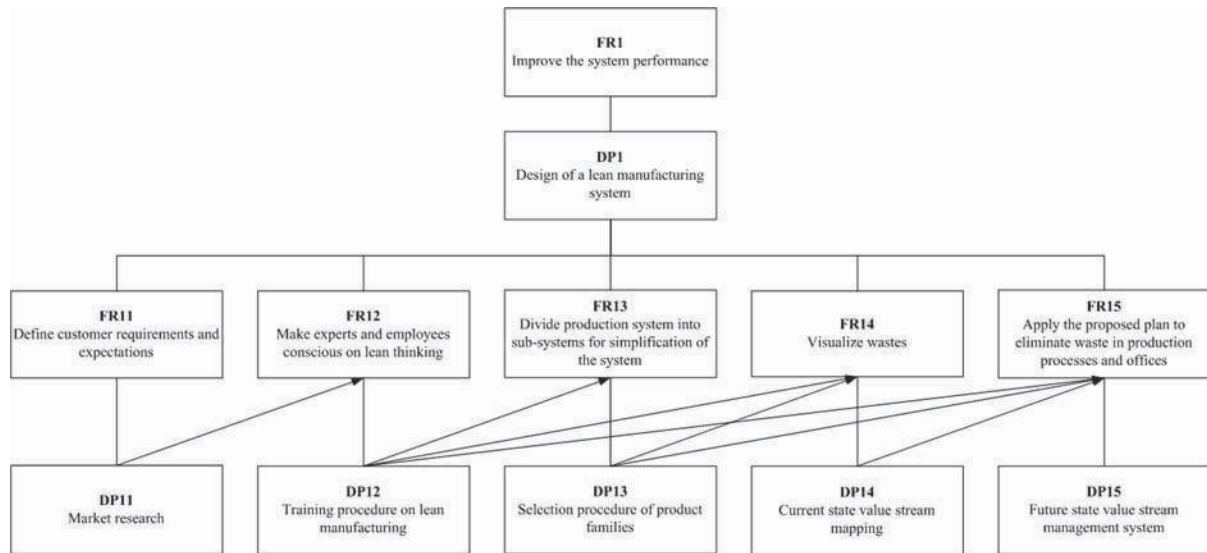 FR1
Improve the system performance
DP1
Design of a lean manufacturing
system
FR11
Define customer requirements and
expectations
FR12
Make experts and employees
conscious on lean thinking
FR13
Divide production system into
sub-systems for simplification of
the system
FR14
Visualize wastes
FR15
Apply the proposed plan to
eliminate waste in production
processes and offices
DP11
Market research
DP12
Training procedure on lean
manufacturing
DP13
Selection procedure of product
families
DP14
Current state value stream
mapping
DP15
Future state value stream
management system